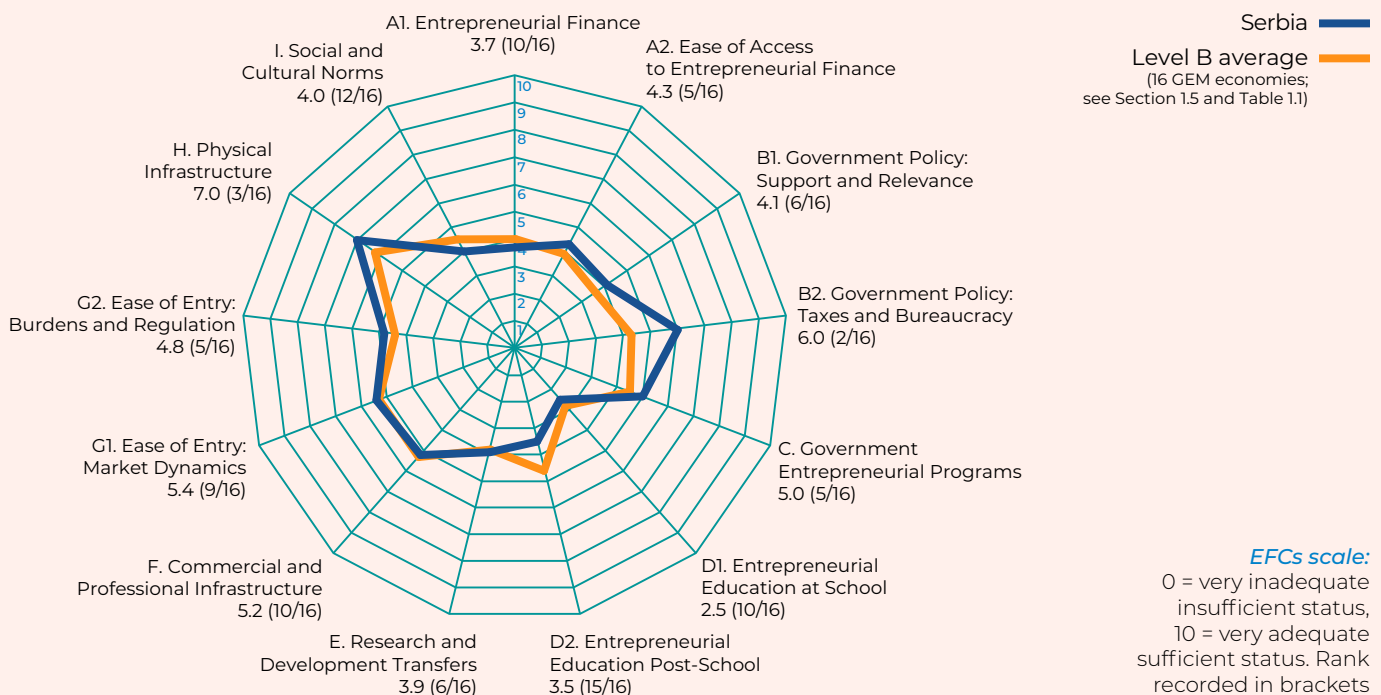 A1. Entrepreneurial Finance
3.7 (10/16)
A2. Ease of Access
to Entrepreneurial Finance
4.3 (5/16)
B1. Government Policy:
Support and Relevance
4.1 (6/16)
B2. Government Policy:
Taxes and Bureaucracy
6.0 (2/16)
C. Government
Entrepreneurial Programs
5.0 (5/16)
D1. Entrepreneurial
Education at School
2.5 (10/16)
D2. Entrepreneurial
Education Post-School
3.5 (15/16)
E. Research and
Development Transfers
3.9 (6/16)
F. Commercial and
Professional Infrastructure
5.2 (10/16)
G1. Ease of Entry:
Market Dynamics
5.4 (9/16)
G2. Ease of Entry:
Burdens and Regulation
4.8 (5/16)
H. Physical
Infrastructure
7.0 (3/16)
I. Social and
Cultural Norms
4.0 (12/16)
10
9
8
7
6
5
4
3
2
1
Serbia
Level B average
(16 GEM economies;
see Section 1.5 and Table 1.1)
EFCs scale:
0 = very inadequate
insufficient status,
10 = very adequate
sufficient status. Rank
recorded in brackets